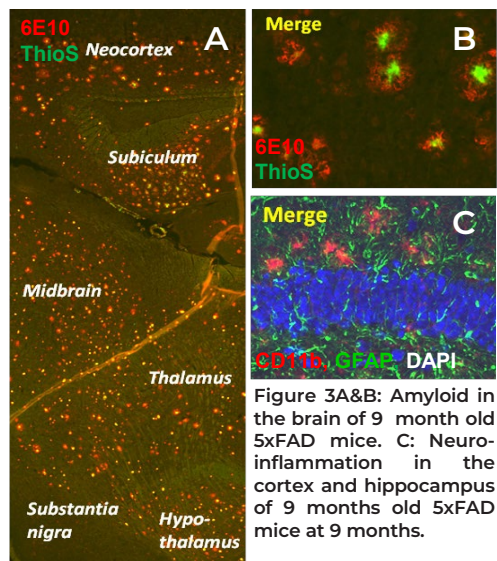 6E10
ThioS
A
Neocortex
Subiculum
Midbrain
Thalamus
Substantia
nigra
Hypo-
thalamus
Merge
B
6E10
ThioS
Merge
C
CD11b, GFAP DAPI
Figure 3A&B: Amyloid in
the brain of 9 month old
5xFAD mice. C: Neuro-
inflammation in the
cortex and hippocampus
of 9 months old 5xFAD
mice at 9 months.